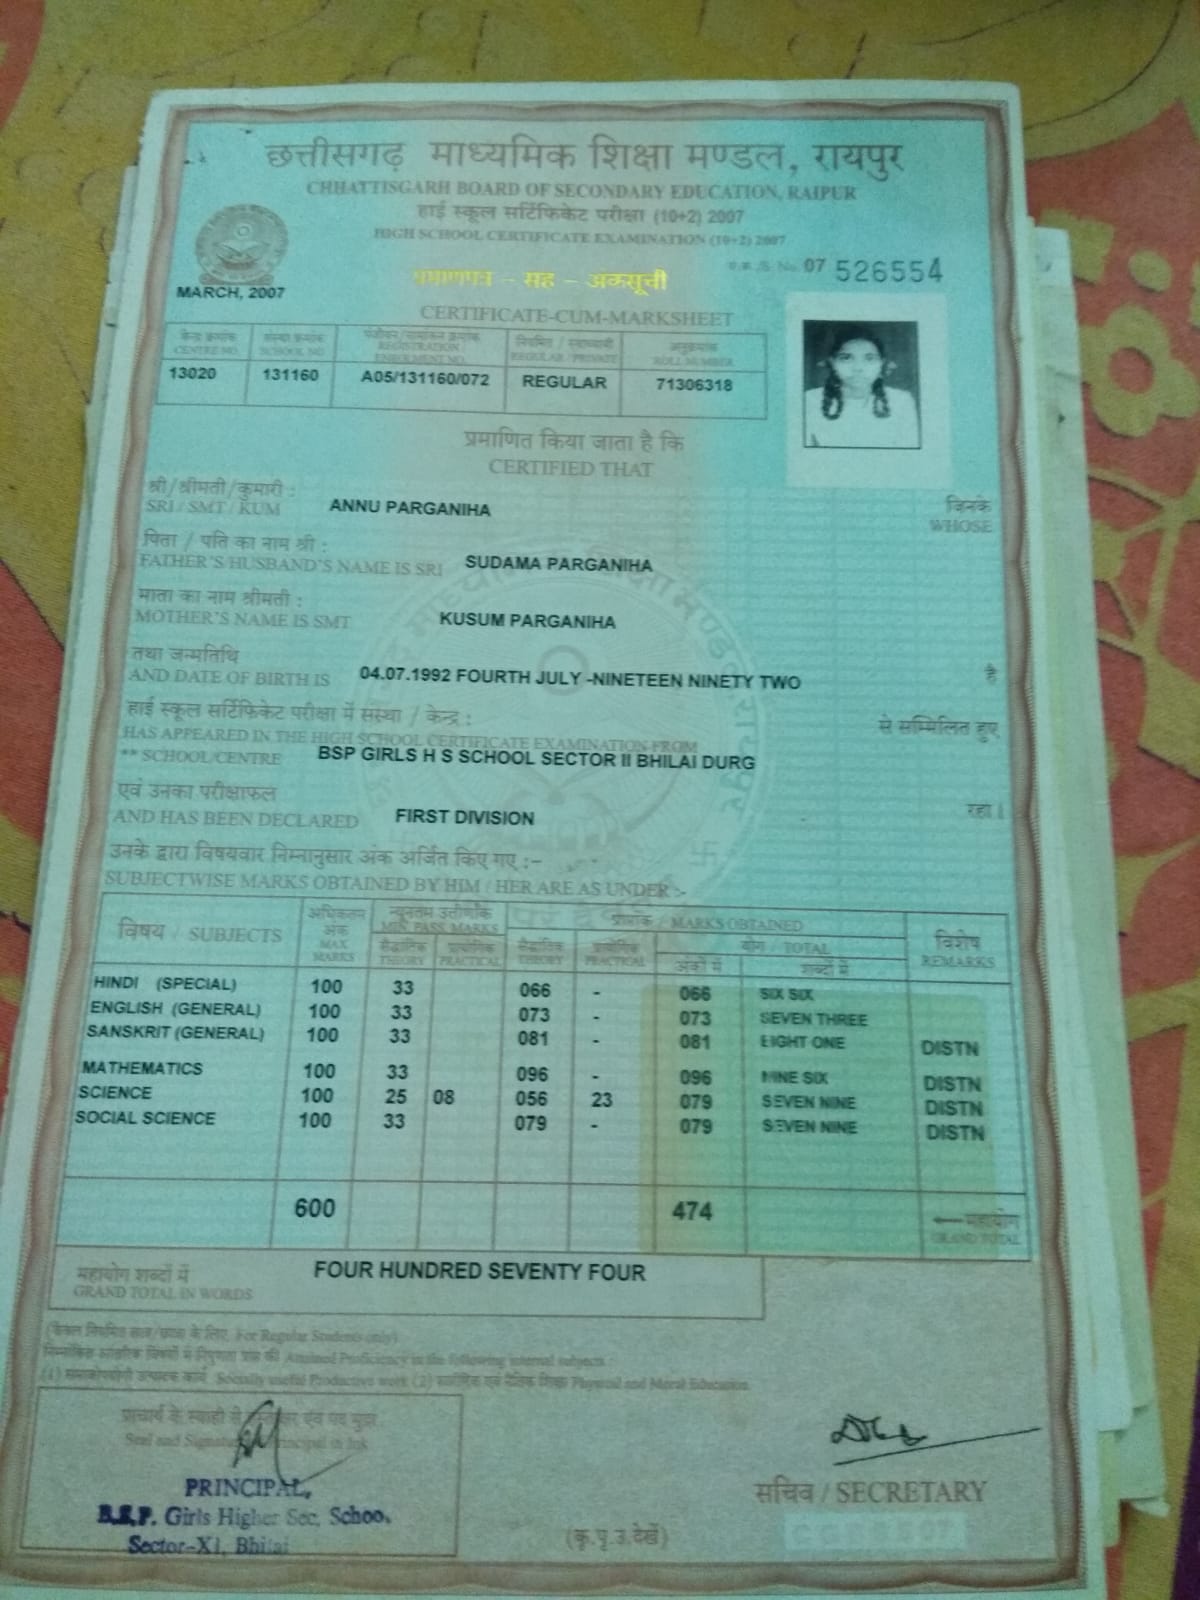 छत्तीसगढ़ माध्यमिक शिक्षा मण्डल, रायपुर
CHHATTISGARH BOARD OF SECONDARY EDUCATION, RAIPUR
हाई स्कूल सर्टिफिकेट परीक्षा (10+2) 2007
HIGH SCHOOL CERTIFICATE EXAMINATION (10+2) 2007
07 526554
MARCH, 2007
प्रमाणपत्र – सह – अंकसूची
CERTIFICATE-CUM-MARKSHEET
केन्द्र क्रमांक संस्था क्रमांक पंजीयन/नामांकन क्रमांक नियमित / स्वाध्यायी अनुक्रमांक
CENTRE NO. SCHOOL NO. REGISTRATION / ENROLMENT NO. REGULAR / PRIVATE ROLL NUMBER
13020 131160 A05/131160/072 REGULAR 71306318
प्रमाणित किया जाता है कि
CERTIFIED THAT
श्री/श्रीमती/कुमारी : जिनके
SRI / SMT / KUM ANNU PARGANIHA WHOSE
पिता / पति का नाम श्री :
FATHER'S/HUSBAND'S NAME IS SRI SUDAMA PARGANIHA
माता का नाम श्रीमती :
MOTHER'S NAME IS SMT KUSUM PARGANIHA
तथा जन्मतिथि है
AND DATE OF BIRTH IS 04.07.1992 FOURTH JULY -NINETEEN NINETY TWO
हाई स्कूल सर्टिफिकेट परीक्षा में संस्था / केन्द्र : से सम्मिलित हुए
HAS APPEARED IN THE HIGH SCHOOL CERTIFICATE EXAMINATION FROM
** SCHOOL/CENTRE BSP GIRLS H S SCHOOL SECTOR II BHILAI DURG
एवं उनका परीक्षाफल रहा।
AND HAS BEEN DECLARED FIRST DIVISION
उनके द्वारा विषयवार निम्नानुसार अंक अर्जित किए गए :-
SUBJECTWISE MARKS OBTAINED BY HIM / HER ARE AS UNDER :-
विषय / SUBJECTS अधिकतम अंक MAX MARKS न्यूनतम उत्तीर्णांक MIN. PASS MARKS प्राप्तांक / MARKS OBTAINED विशेष REMARKS
सैद्धांतिक THEORY प्रायोगिक PRACTICAL सैद्धांतिक THEORY प्रायोगिक PRACTICAL योग / TOTAL
अंकों में शब्दों में
HINDI (SPECIAL) 100 33 066 - 066 SIX SIX
ENGLISH (GENERAL) 100 33 073 - 073 SEVEN THREE
SANSKRIT (GENERAL) 100 33 081 - 081 EIGHT ONE DISTN
MATHEMATICS 100 33 096 - 096 NINE SIX DISTN
SCIENCE 100 25 08 056 23 079 SEVEN NINE DISTN
SOCIAL SCIENCE 100 33 079 - 079 SEVEN NINE DISTN
600 474 महायोग
GRAND TOTAL
महायोग शब्दों में FOUR HUNDRED SEVENTY FOUR
GRAND TOTAL IN WORDS
(केवल नियमित छात्र/छात्रा के लिए, For Regular Students only)
Attained Proficiency in the following internal subjects :
(1) समाजोपयोगी उत्पादक कार्य Socially useful Productive work (2) शारीरिक एवं नैतिक शिक्षा Physical and Moral Education
प्राचार्य के स्याही से हस्ताक्षर एवं पद मुद्रा
Seal and Signature Principal in Ink
PRINCIPAL,
B.S.P. Girls Higher Sec. Schoo.
Sector-XI, Bhilai
सचिव / SECRETARY
(कृ.पृ.उ.देखें)